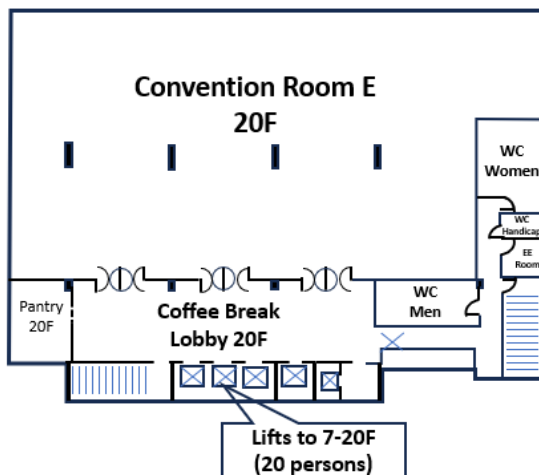 Convention Room E
20F
WC
Women
WC
Handicap
EE
Room
Pantry
20F
Coffee Break
Lobby 20F
WC
Men
Lifts to 7-20F
(20 persons)